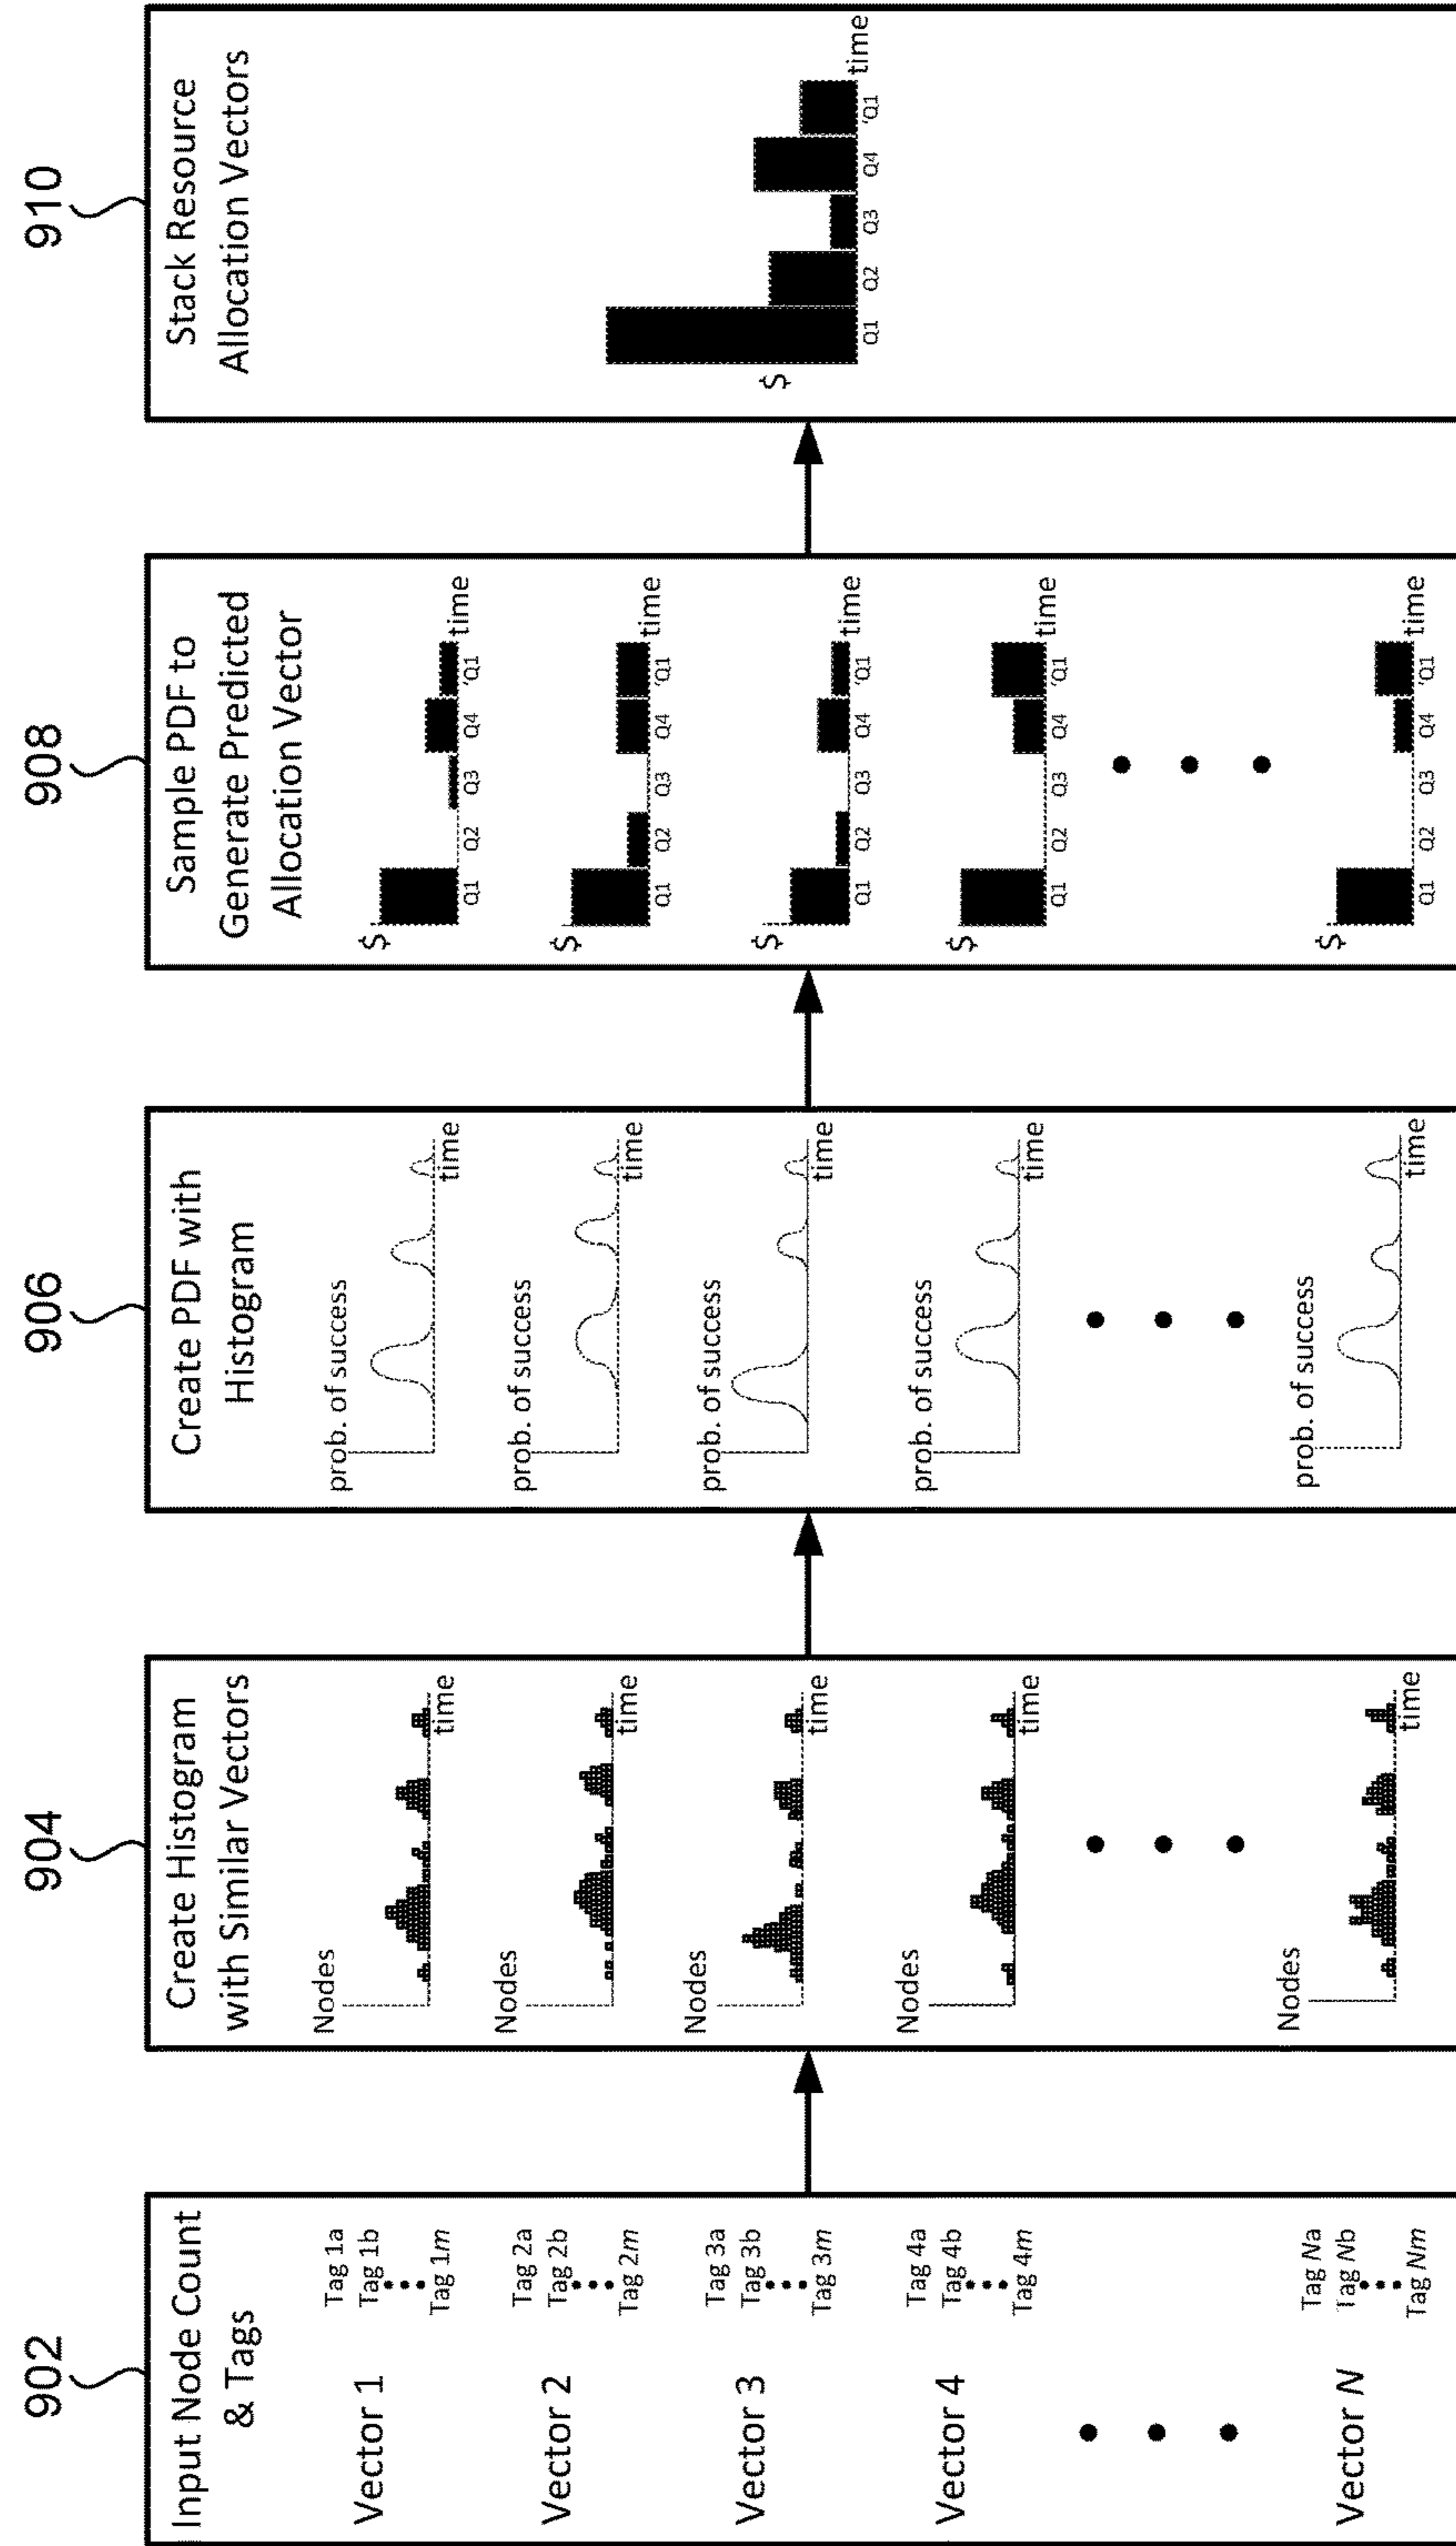 902
Input Node Count
& Tags
Vector 1
Tag 1a
Tag 1b
Tag 1m
Vector 2
Tag 2a
Tag 2b
Tag 2m
Vector 3
Tag 3a
Tag 3b
Tag 3m
Vector 4
Tag 4a
Tag 4b
Tag 4m
Vector N
Tag Na
Tag Nb
Tag Nm
904
Create Histogram
with Similar Vectors
Nodes
time
Nodes
time
Nodes
time
Nodes
time
Nodes
time
906
Create PDF with
Histogram
prob. of success
time
prob. of success
time
prob. of success
time
prob. of success
time
prob. of success
time
908
Sample PDF to
Generate Predicted
Allocation Vector
$
Q1 Q2 Q3 Q4 'Q1 time
$
Q1 Q2 Q3 Q4 'Q1 time
$
Q1 Q2 Q3 Q4 'Q1 time
$
Q1 Q2 Q3 Q4 'Q1 time
$
Q1 Q2 Q3 Q4 'Q1 time
910
Stack Resource
Allocation Vectors
$
Q1 Q2 Q3 Q4 'Q1 time